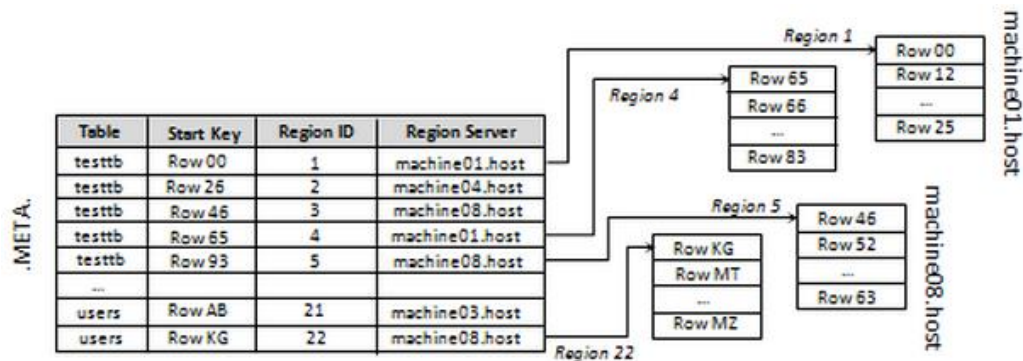 Region 1
machine01.host
Row 00
Row 12
...
Row 25
Region 4
Row 65
Row 66
...
Row 83
.META.
Table Start Key Region ID Region Server
testtb Row 00 1 machine01.host
testtb Row 26 2 machine04.host
testtb Row 46 3 machine08.host
testtb Row 65 4 machine01.host
testtb Row 93 5 machine08.host
...
users Row AB 21 machine03.host
users Row KG 22 machine08.host
Region 5
machine08.host
Row 46
Row 52
...
Row 63
Row KG
Row MT
...
Row MZ
Region 22